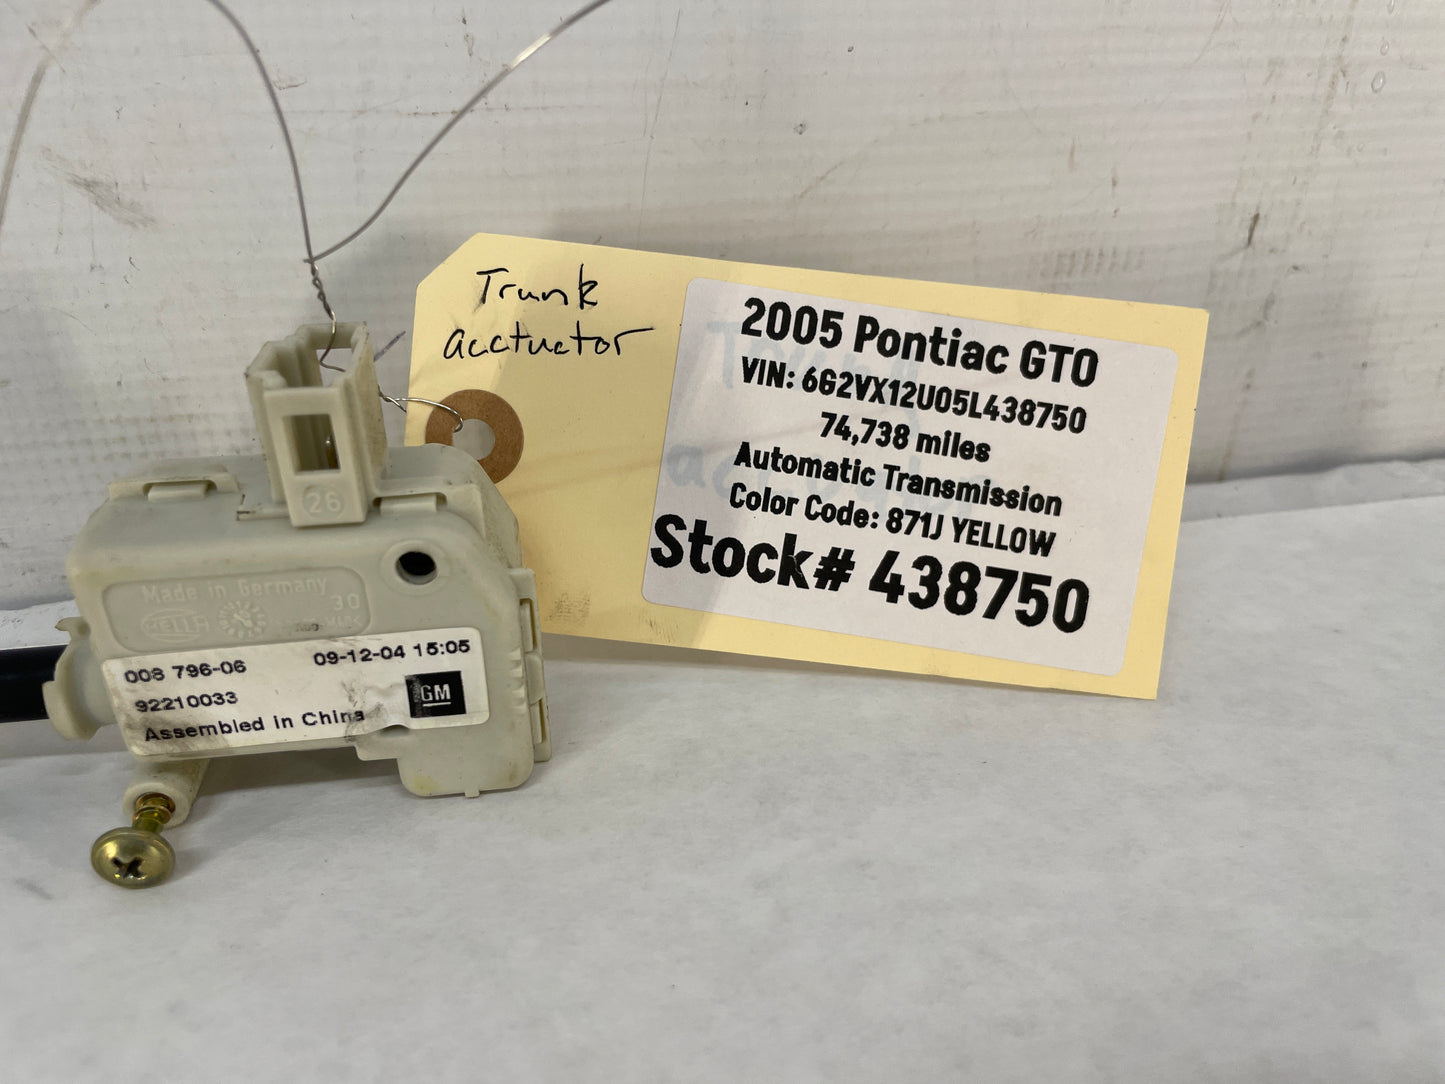 Trunk
acctuator
2005 Pontiac GTO
VIN: 6G2VX12U05L438750
74,738 miles
Automatic Transmission
Color Code: 871J YELLOW
Stock# 438750
26
Made in Germany
30
HELLA
008 796-06 09-12-04 15:05
92210033
GM
Assembled in China